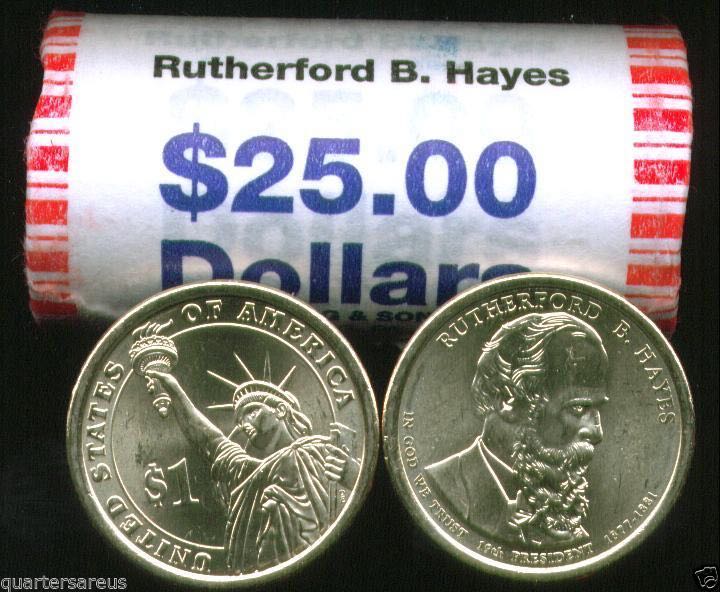 Rutherford B. Hayes
$25.00
Dollars
G & SON
UNITED STATES OF AMERICA
$1
RUTHERFORD B. HAYES
IN GOD WE TRUST 19th PRESIDENT 1877-1881
quartersareus